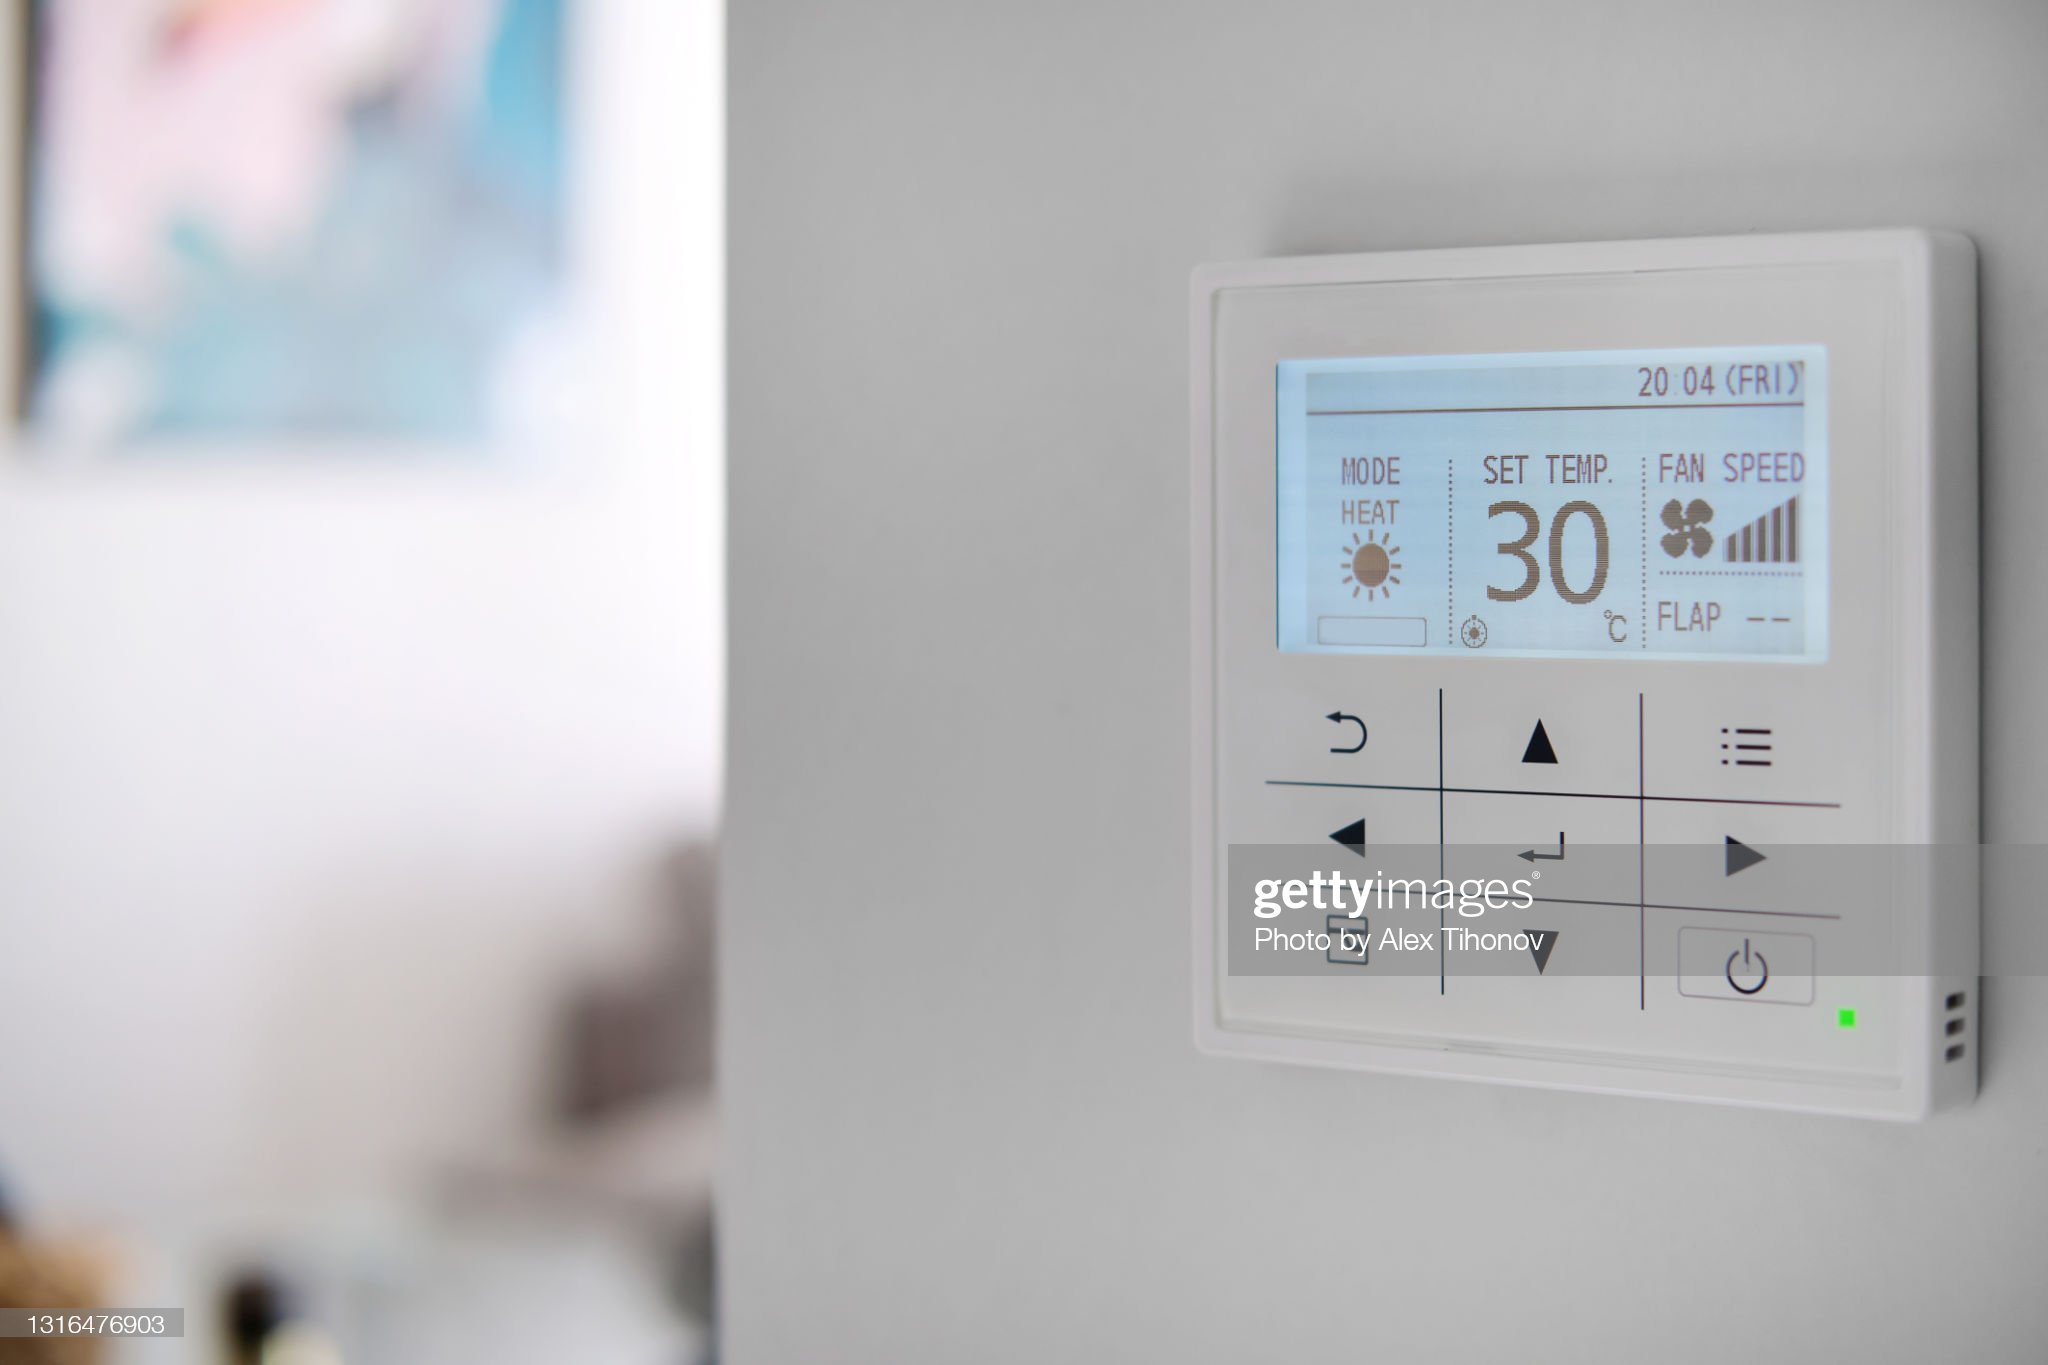 20:04 (FRI)
MODE
HEAT
SET TEMP.
30
℃
FAN SPEED
FLAP --
gettyimages®
Photo by Alex Tihonov
1316476903